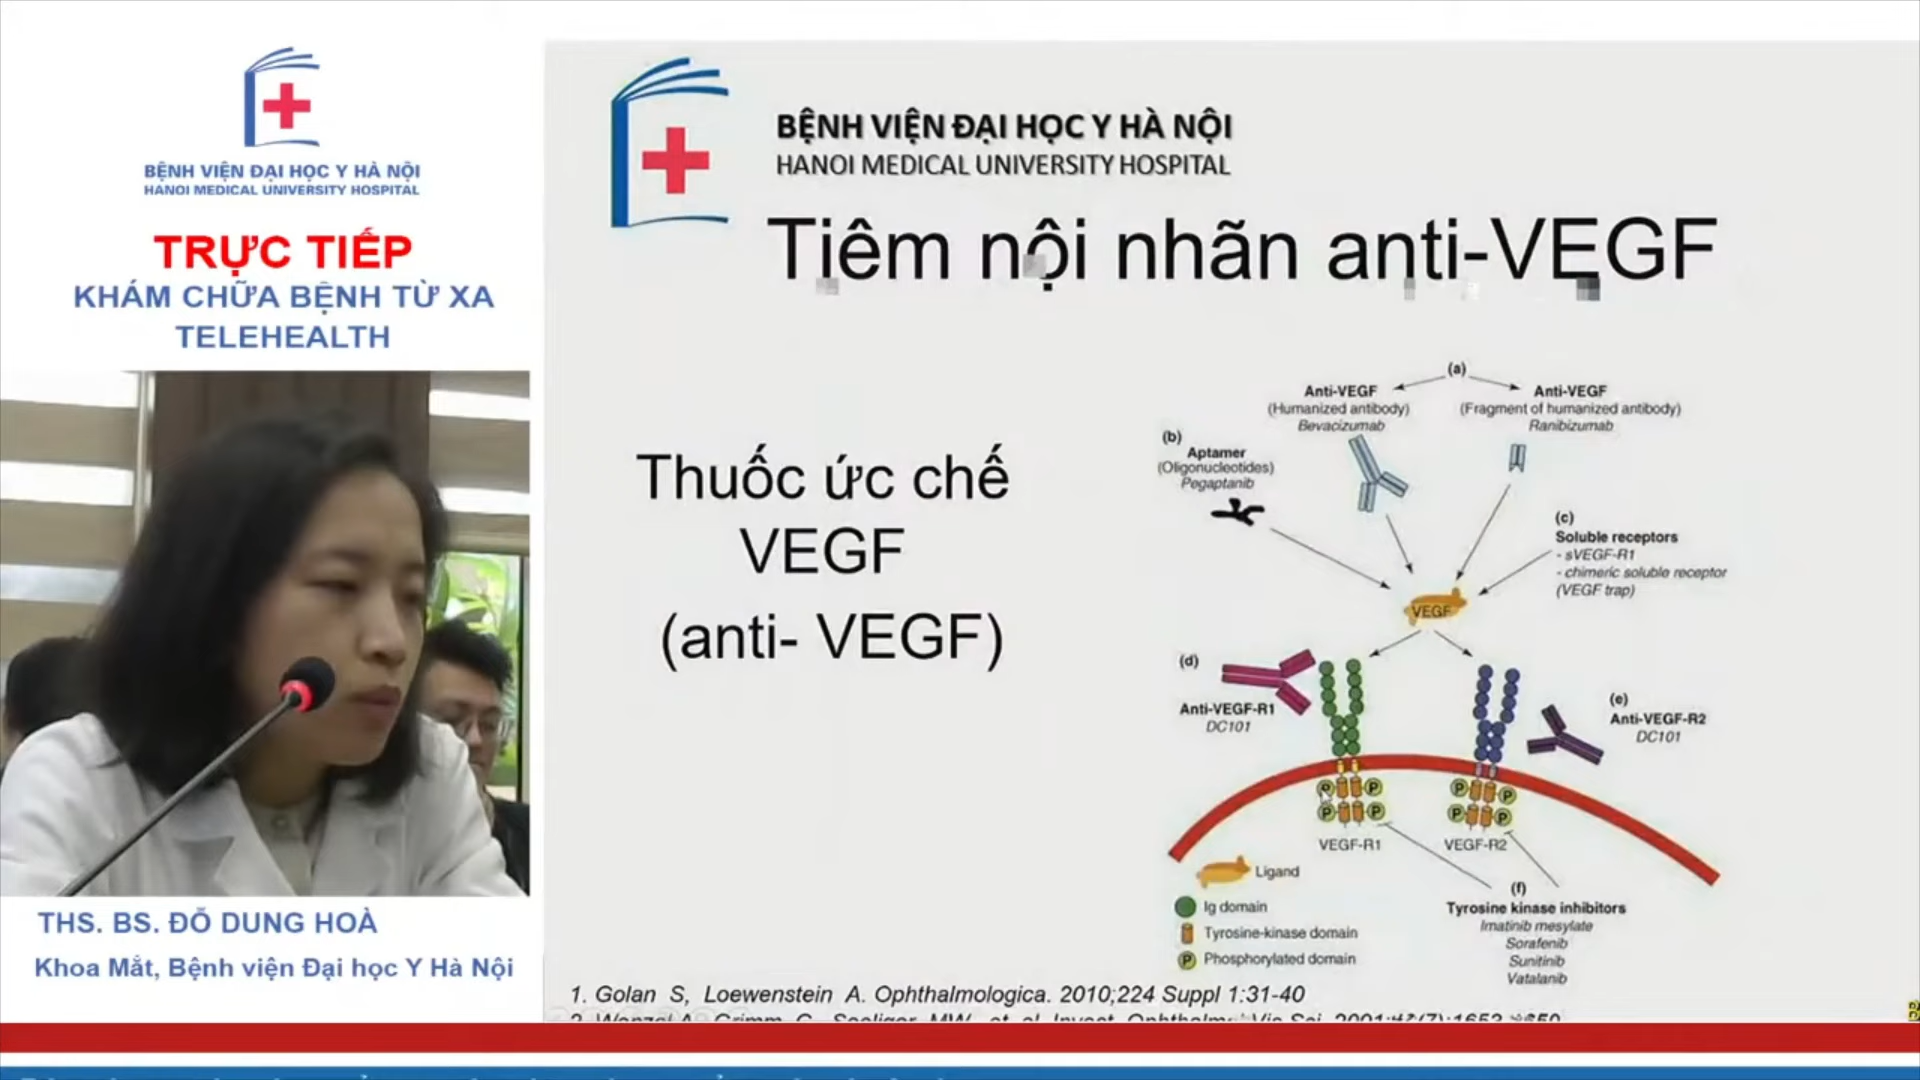 BỆNH VIỆN ĐẠI HỌC Y HÀ NỘI
HANOI MEDICAL UNIVERSITY HOSPITAL
TRỰC TIẾP
KHÁM CHỮA BỆNH TỪ XA
TELEHEALTH
THS. BS. ĐỖ DUNG HOÀ
Khoa Mắt, Bệnh viện Đại học Y Hà Nội
BỆNH VIỆN ĐẠI HỌC Y HÀ NỘI
HANOI MEDICAL UNIVERSITY HOSPITAL
Tiêm nội nhãn anti-VEGF
Thuốc ức chế
VEGF
(anti- VEGF)
(a)
Anti-VEGF
(Humanized antibody)
Bevacizumab
Anti-VEGF
(Fragment of humanized antibody)
Ranibizumab
(b)
Aptamer
(Oligonucleotides)
Pegaptanib
(c)
Soluble receptors
- sVEGF-R1
- chimeric soluble receptor
(VEGF trap)
VEGF
(d)
Anti-VEGF-R1
DC101
(e)
Anti-VEGF-R2
DC101
P
P
P
P
P
P
P
P
VEGF-R1
VEGF-R2
Ligand
Ig domain
Tyrosine-kinase domain
P
Phosphorylated domain
(f)
Tyrosine kinase inhibitors
Imatinib mesylate
Sorafenib
Sunitinib
Vatalanib
1. Golan S, Loewenstein A. Ophthalmologica. 2010;224 Suppl 1:31-40